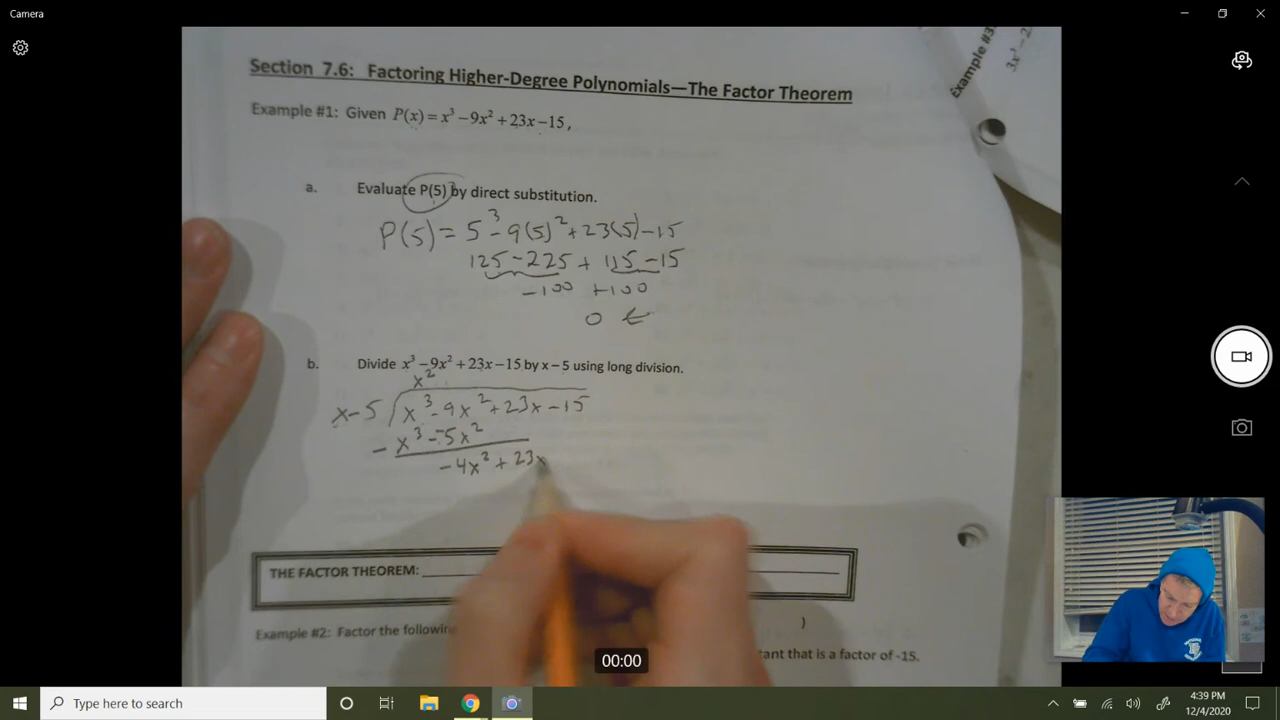 Camera
Section 7.6: Factoring Higher-Degree Polynomials—The Factor Theorem
Example #1: Given P(x) = x³ − 9x² + 23x − 15,
a. Evaluate P(5) by direct substitution.
P(5) = 5³ - 9(5)² + 23(5) - 15
125 - 225 + 115 - 15
-100 +100
0 ←
b. Divide x³ − 9x² + 23x − 15 by x – 5 using long division.
x²
x - 5 x³ - 9x² + 23x - 15
- x³ - 5x²
-4x² + 23x
THE FACTOR THEOREM:
Example #2: Factor the following
)
tant that is a factor of -15.
Example #3
3x³ − 2
00:00
Type here to search
4:39 PM
12/4/2020